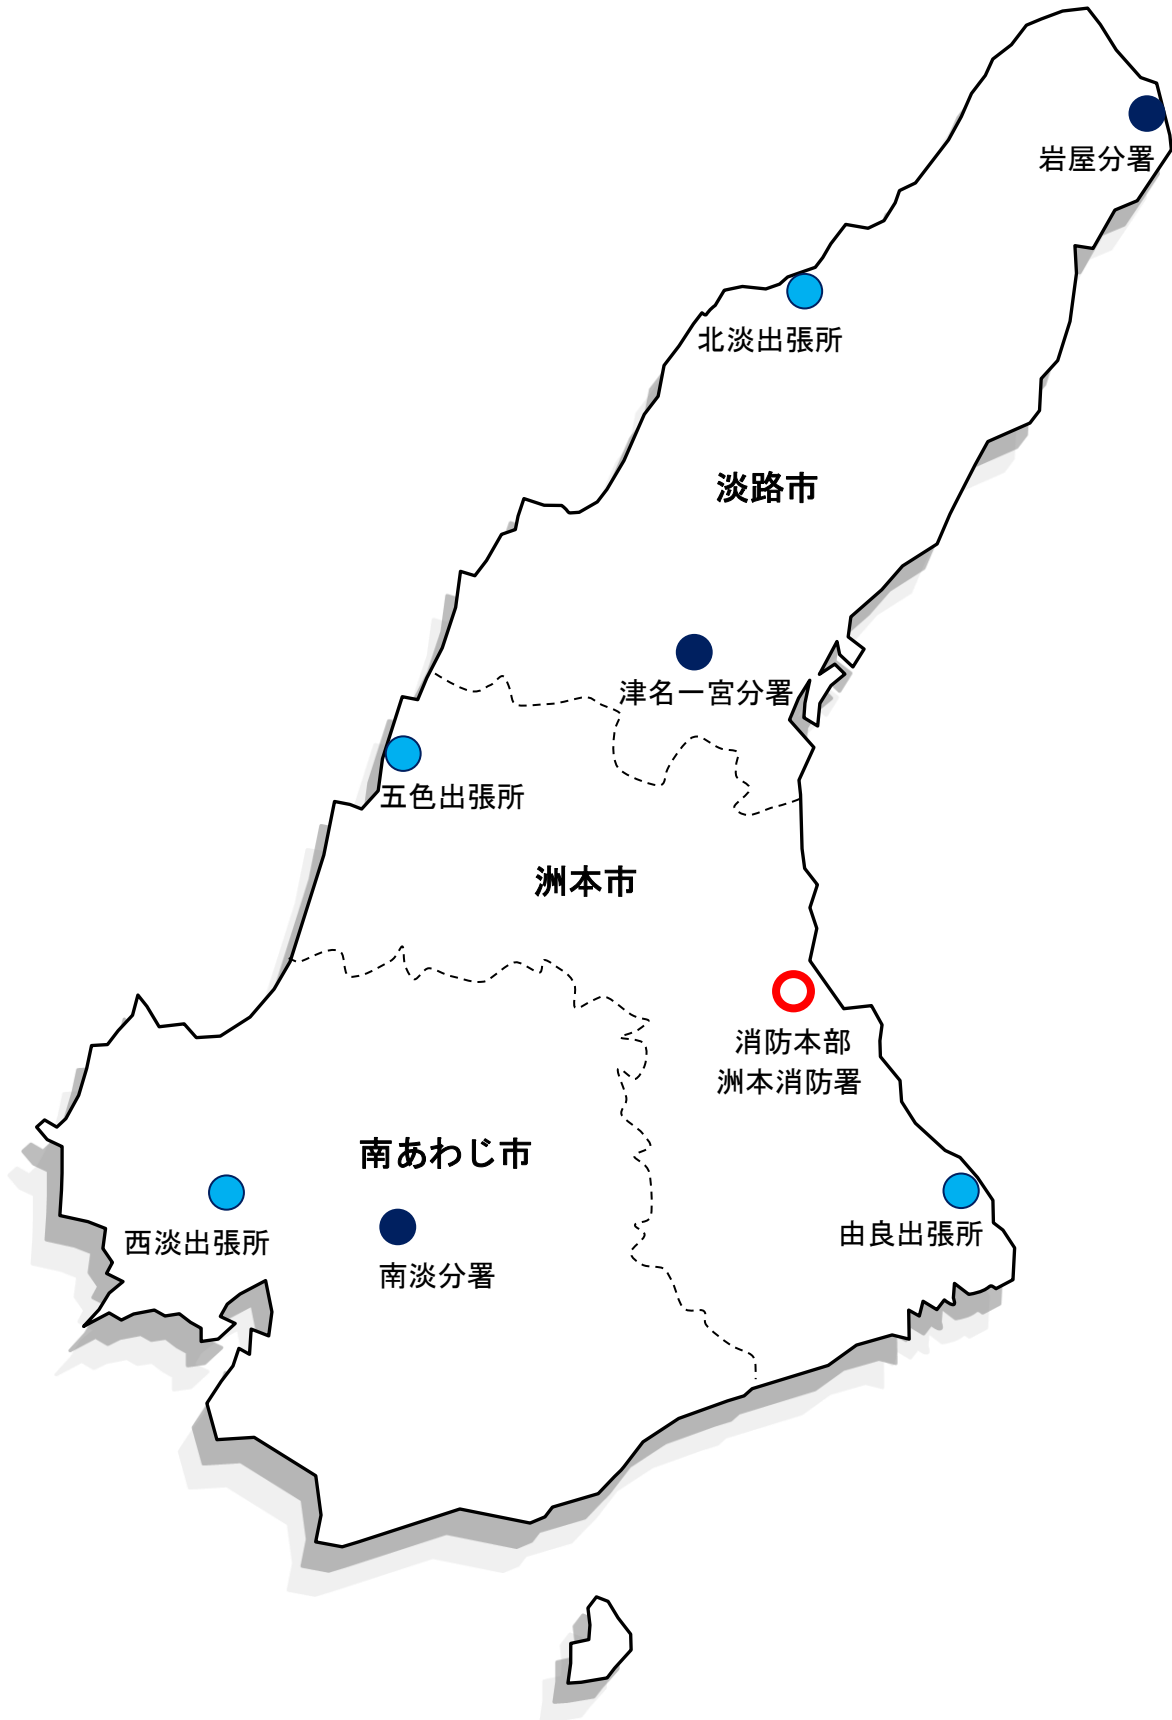 岩屋分署
北淡出張所
淡路市
津名一宮分署
五色出張所
洲本市
消防本部
洲本消防署
南あわじ市
西淡出張所
南淡分署
由良出張所